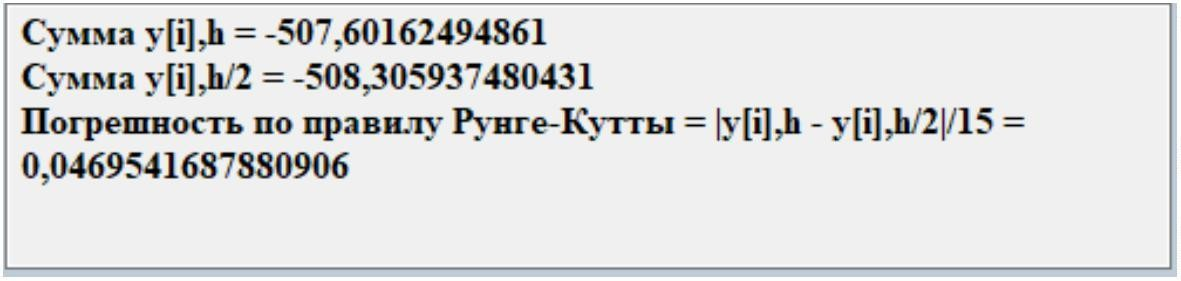 Сумма y[i],h = -507,60162494861
Сумма y[i],h/2 = -508,305937480431
Погрешность по правилу Рунге-Кутты = |y[i],h - y[i],h/2|/15 =
0,0469541687880906